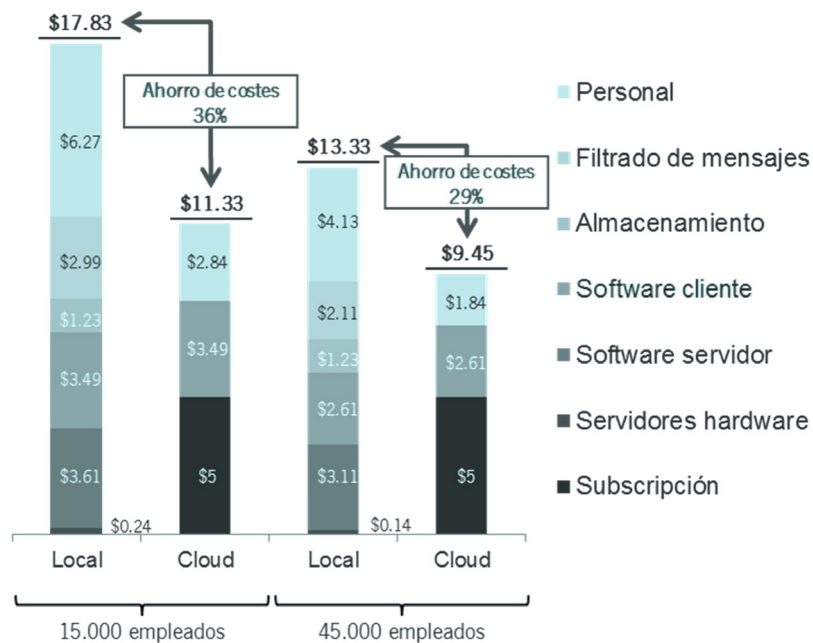 $17.83
Ahorro de costes
36%
$6.27
$2.99
$1.23
$3.49
$3.61
$0.24
$11.33
$2.84
$3.49
$5
$13.33
Ahorro de costes
29%
$4.13
$2.11
$1.23
$2.61
$3.11
$0.14
$9.45
$1.84
$2.61
$5
Local
Cloud
Local
Cloud
15.000 empleados
45.000 empleados
Personal
Filtrado de mensajes
Almacenamiento
Software cliente
Software servidor
Servidores hardware
Subscripción